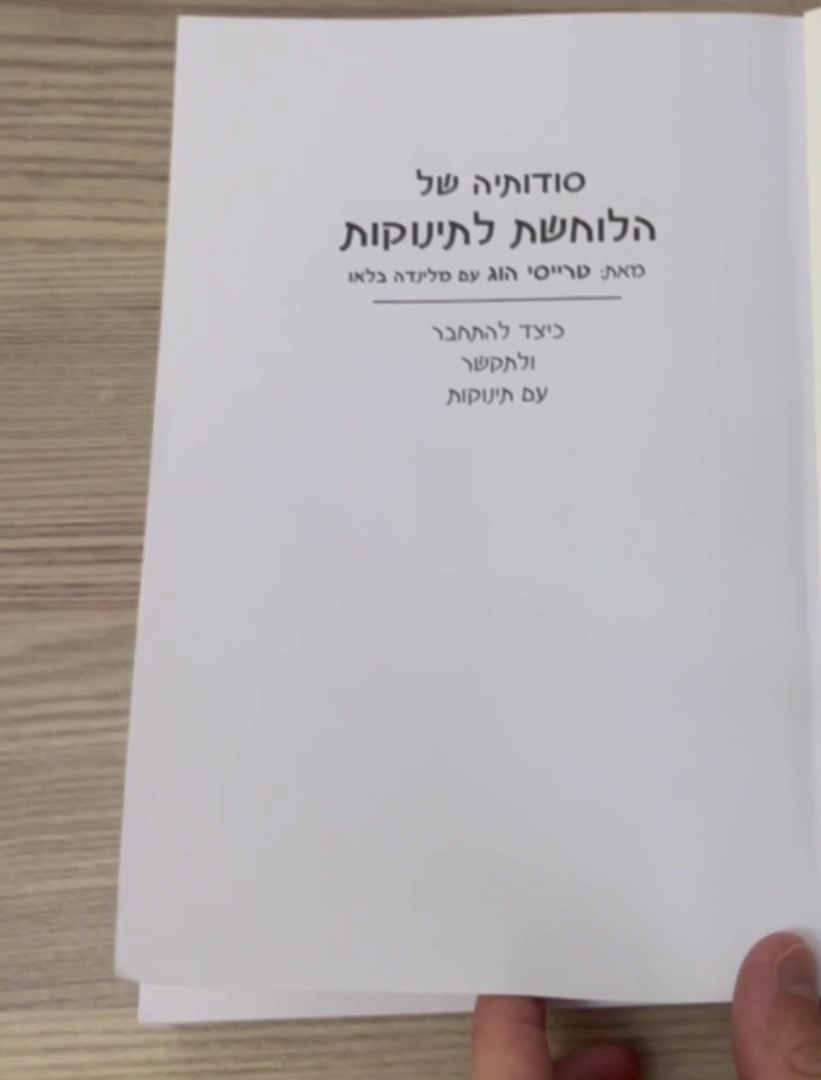 סודותיה של
הלוחשת לתינוקות
מאת: טרייסי הוג עם מלינדה בלאו
כיצד להתחבר
ולתקשר
עם תינוקות